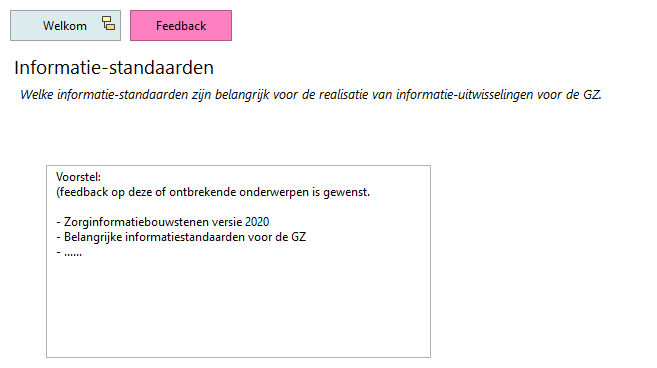 Welkom
Feedback
Informatie-standaarden
Welke informatie-standaarden zijn belangrijk voor de realisatie van informatie-uitwisselingen voor de GZ.
Voorstel:
(feedback op deze of ontbrekende onderwerpen is gewenst.
- Zorginformatiebouwstenen versie 2020
- Belangrijke informatiestandaarden voor de GZ
- ......